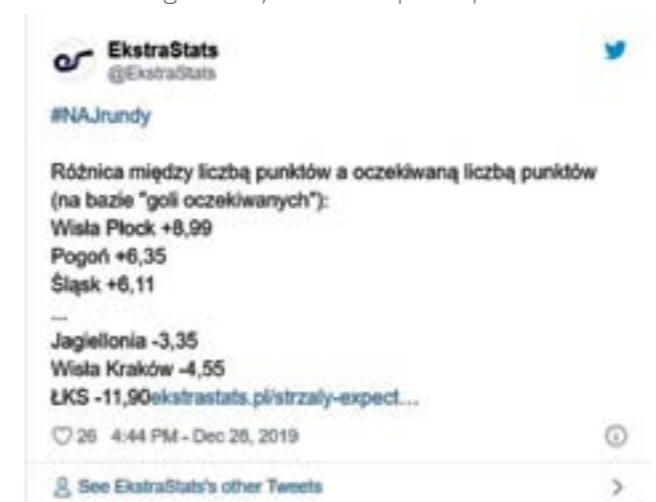 EkstraStats
@EkstraStats
#NAJrundy
Różnica między liczbą punktów a oczekiwaną liczbą punktów
(na bazie "goli oczekiwanych"):
Wisła Płock +8,99
Pogoń +6,35
Śląsk +6,11
...
Jagiellonia -3,35
Wisła Kraków -4,55
ŁKS -11,90ekstrastats.pl/strzaly-expect…
26 4:44 PM - Dec 28, 2019
See EkstraStats's other Tweets